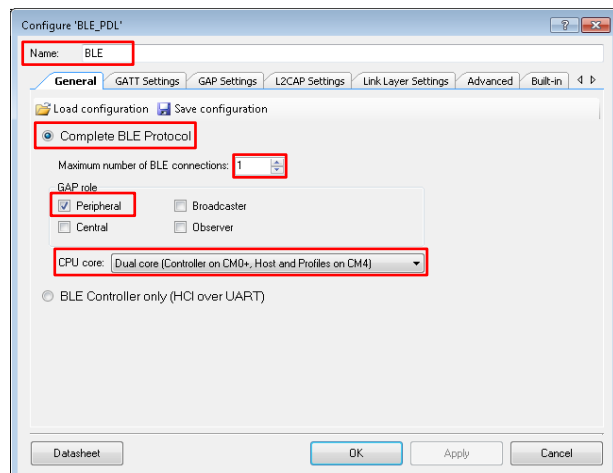 Configure 'BLE_PDL'
Name: BLE
General GATT Settings GAP Settings L2CAP Settings Link Layer Settings Advanced Built-in
Load configuration Save configuration
Complete BLE Protocol
Maximum number of BLE connections: 1
GAP role
Peripheral Broadcaster
Central Observer
CPU core: Dual core (Controller on CM0+, Host and Profiles on CM4)
BLE Controller only (HCI over UART)
Datasheet OK Apply Cancel